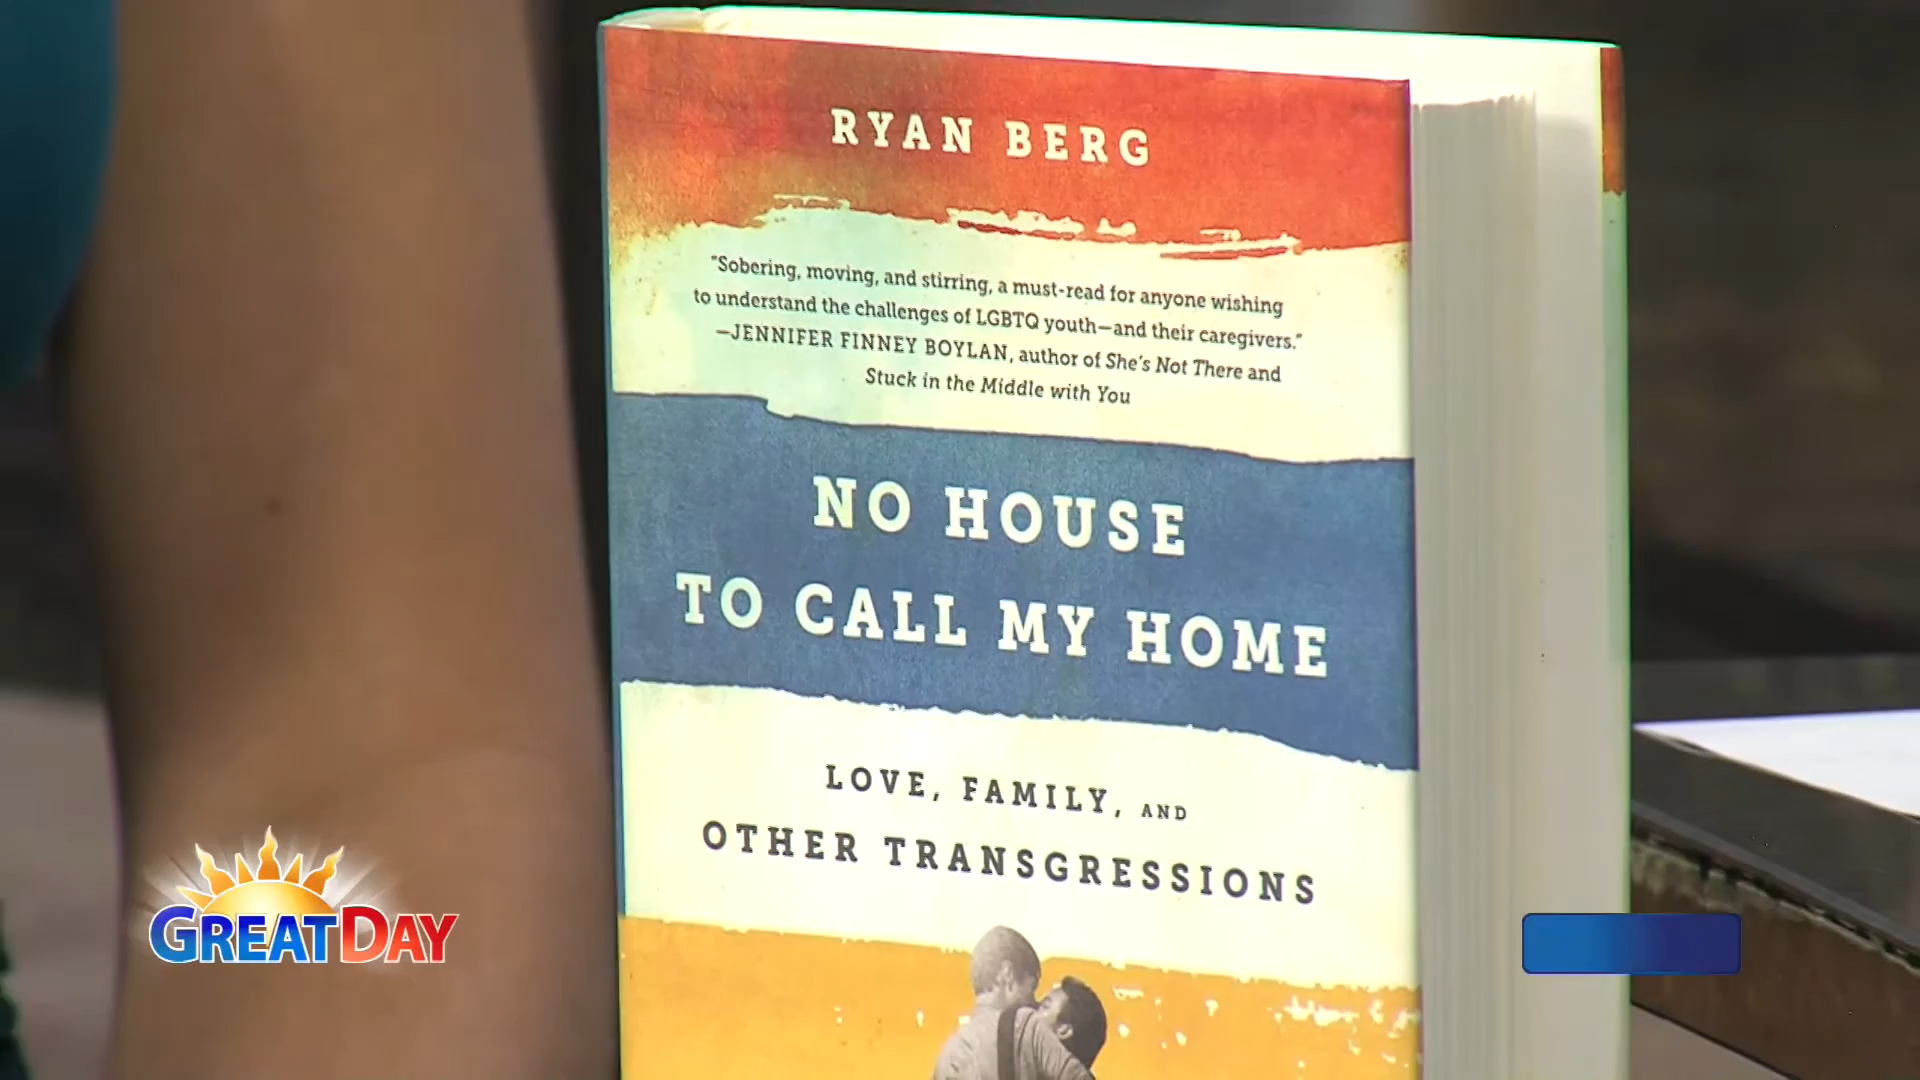 RYAN BERG
"Sobering, moving, and stirring, a must-read for anyone wishing
to understand the challenges of LGBTQ youth—and their caregivers."
—JENNIFER FINNEY BOYLAN, author of She's Not There and
Stuck in the Middle with You
NO HOUSE
TO CALL MY HOME
LOVE, FAMILY, AND
OTHER TRANSGRESSIONS
GREAT DAY